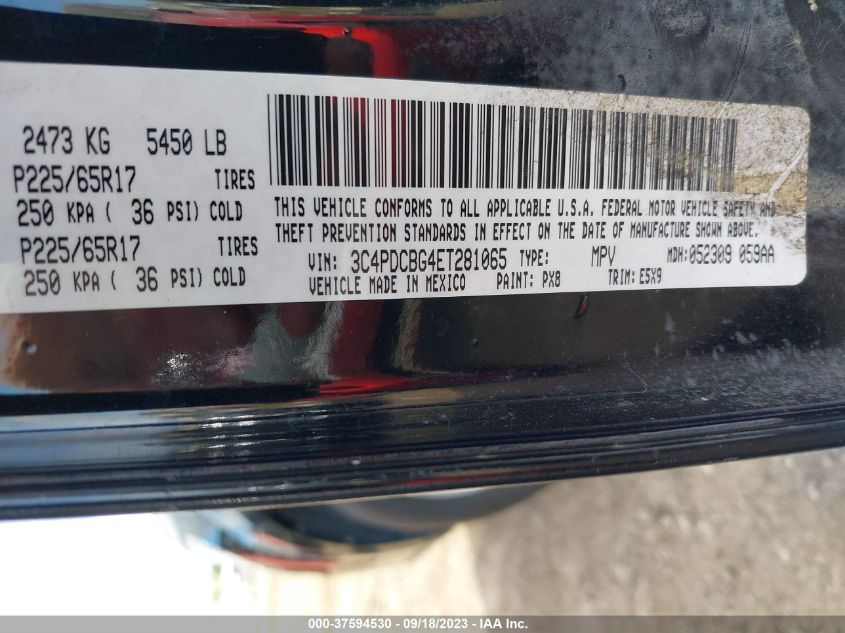 2473 KG 5450 LB
P225/65R17 TIRES
250 KPA ( 36 PSI) COLD
P225/65R17 TIRES
250 KPA ( 36 PSI) COLD
THIS VEHICLE CONFORMS TO ALL APPLICABLE U.S.A. FEDERAL MOTOR VEHICLE SAFETY AND
THEFT PREVENTION STANDARDS IN EFFECT ON THE DATE OF MANUFACTURE SHOWN ABOVE.
VIN: 3C4PDCBG4ET281065 TYPE: MPV MDH: 052309 059AA
VEHICLE MADE IN MEXICO PAINT: PX8 TRIM: E5X9
000-37594530 - 09/18/2023 - IAA Inc.